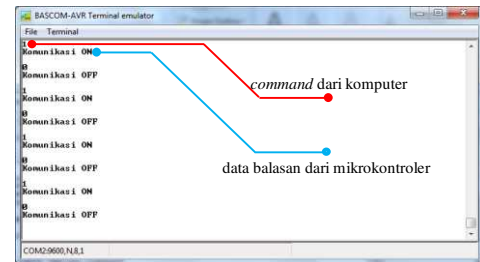 BASCOM-AVR Terminal emulator
File Terminal
1
Komunikasi ON
0
Komunikasi OFF
1
Komunikasi ON
0
Komunikasi OFF
1
Komunikasi ON
0
Komunikasi OFF
1
Komunikasi ON
0
Komunikasi OFF
command dari komputer
data balasan dari mikrokontroler
COM2:9600,N,8,1